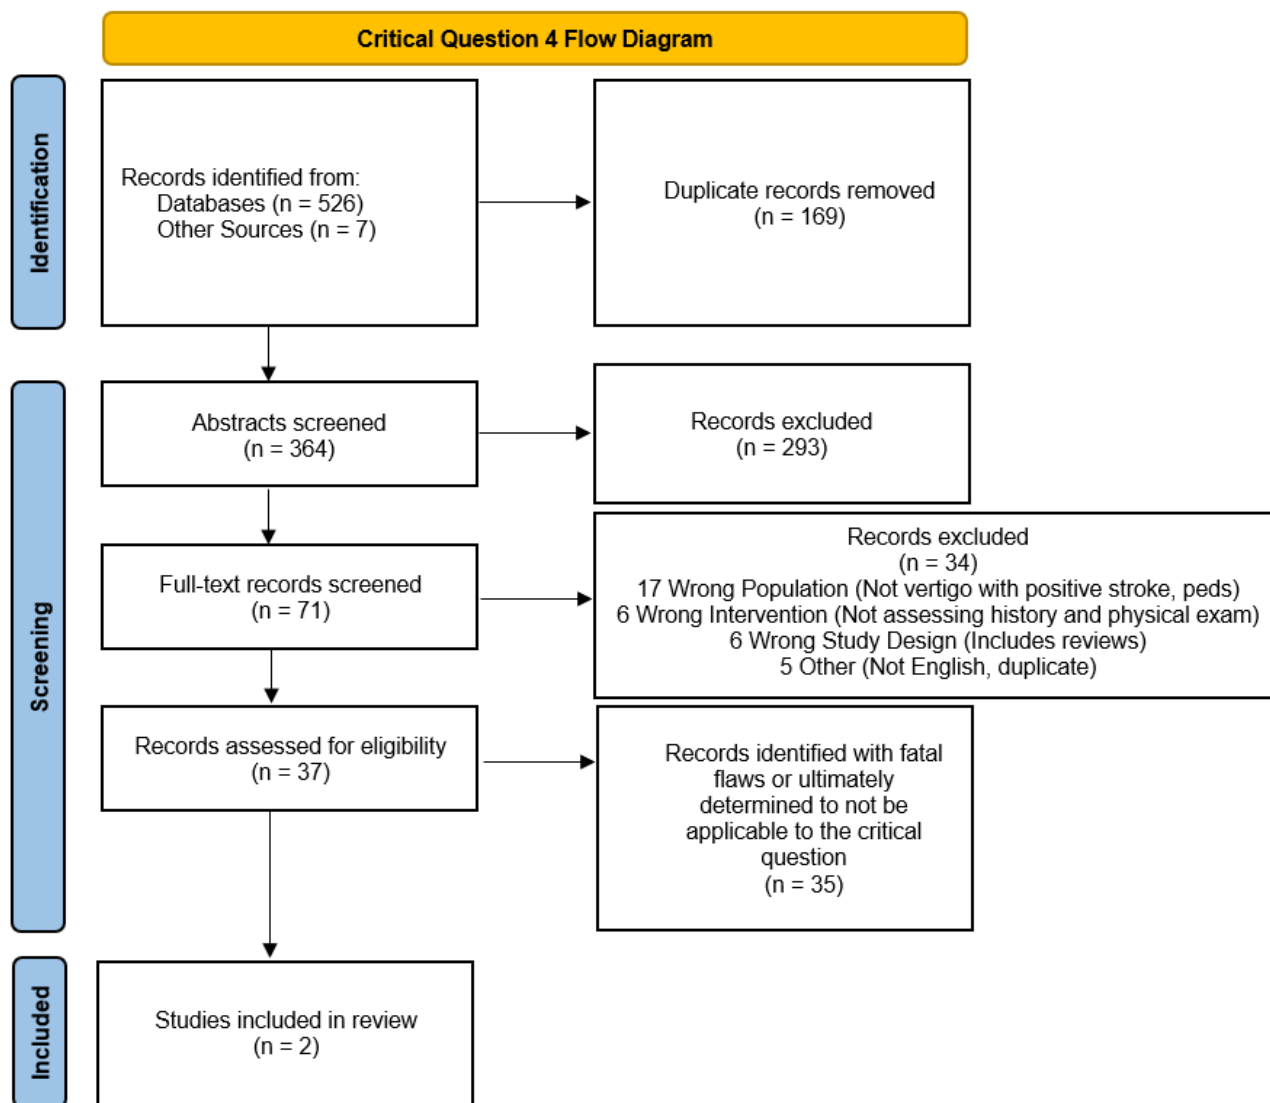 Critical Question 4 Flow Diagram
Identification
Records identified from:
Databases (n = 526)
Other Sources (n = 7)
Duplicate records removed
(n = 169)
Screening
Abstracts screened
(n = 364)
Records excluded
(n = 293)
Full-text records screened
(n = 71)
Records excluded
(n = 34)
17 Wrong Population (Not vertigo with positive stroke, peds)
6 Wrong Intervention (Not assessing history and physical exam)
6 Wrong Study Design (Includes reviews)
5 Other (Not English, duplicate)
Records assessed for eligibility
(n = 37)
Records identified with fatal
flaws or ultimately
determined to not be
applicable to the critical
question
(n = 35)
Included
Studies included in review
(n = 2)